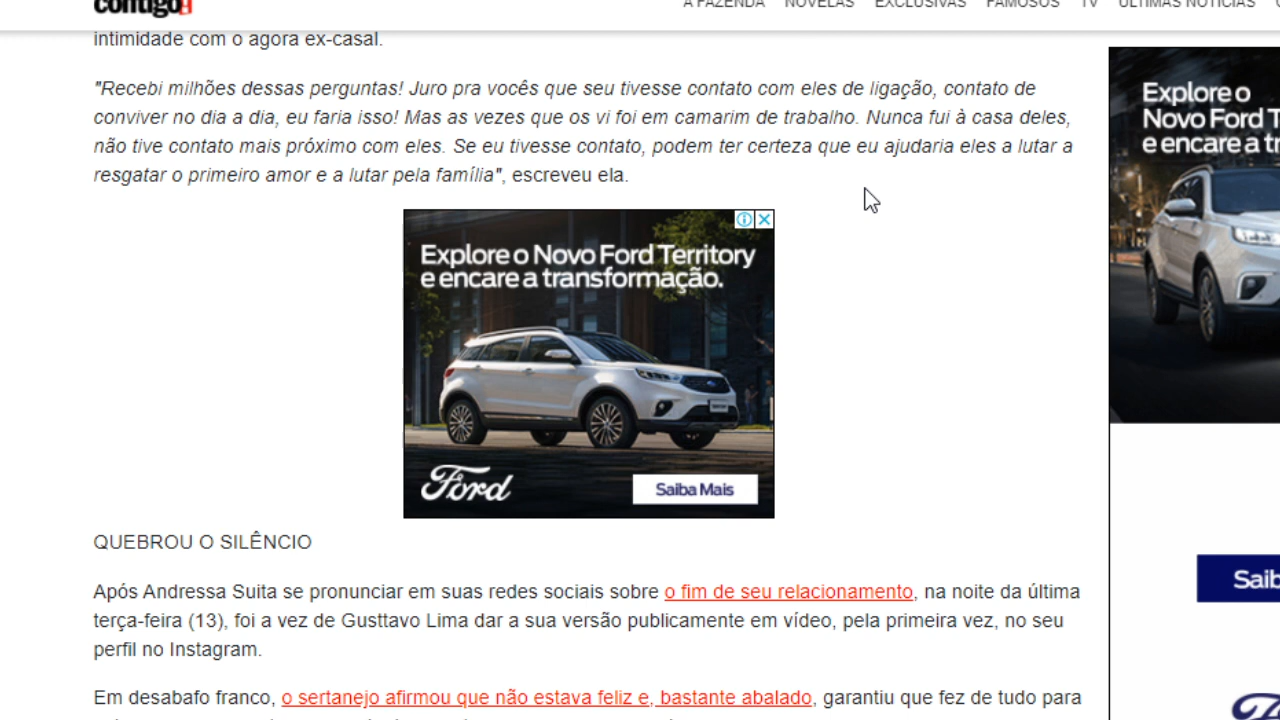 contigo!
A FAZENDA NOVELAS EXCLUSIVAS FAMOSOS TV ÚLTIMAS NOTÍCIAS
intimidade com o agora ex-casal.
"Recebi milhões dessas perguntas! Juro pra vocês que seu tivesse contato com eles de ligação, contato de
conviver no dia a dia, eu faria isso! Mas as vezes que os vi foi em camarim de trabalho. Nunca fui à casa deles,
não tive contato mais próximo com eles. Se eu tivesse contato, podem ter certeza que eu ajudaria eles a lutar a
resgatar o primeiro amor e a lutar pela família", escreveu ela.
Explore o Novo Ford Territory
e encare a transformação.
Ford
Saiba Mais
QUEBROU O SILÊNCIO
Após Andressa Suita se pronunciar em suas redes sociais sobre o fim de seu relacionamento, na noite da última
terça-feira (13), foi a vez de Gusttavo Lima dar a sua versão publicamente em vídeo, pela primeira vez, no seu
perfil no Instagram.
Em desabafo franco, o sertanejo afirmou que não estava feliz e, bastante abalado, garantiu que fez de tudo para
Explore o
Novo Ford T
e encare a tr
Saib